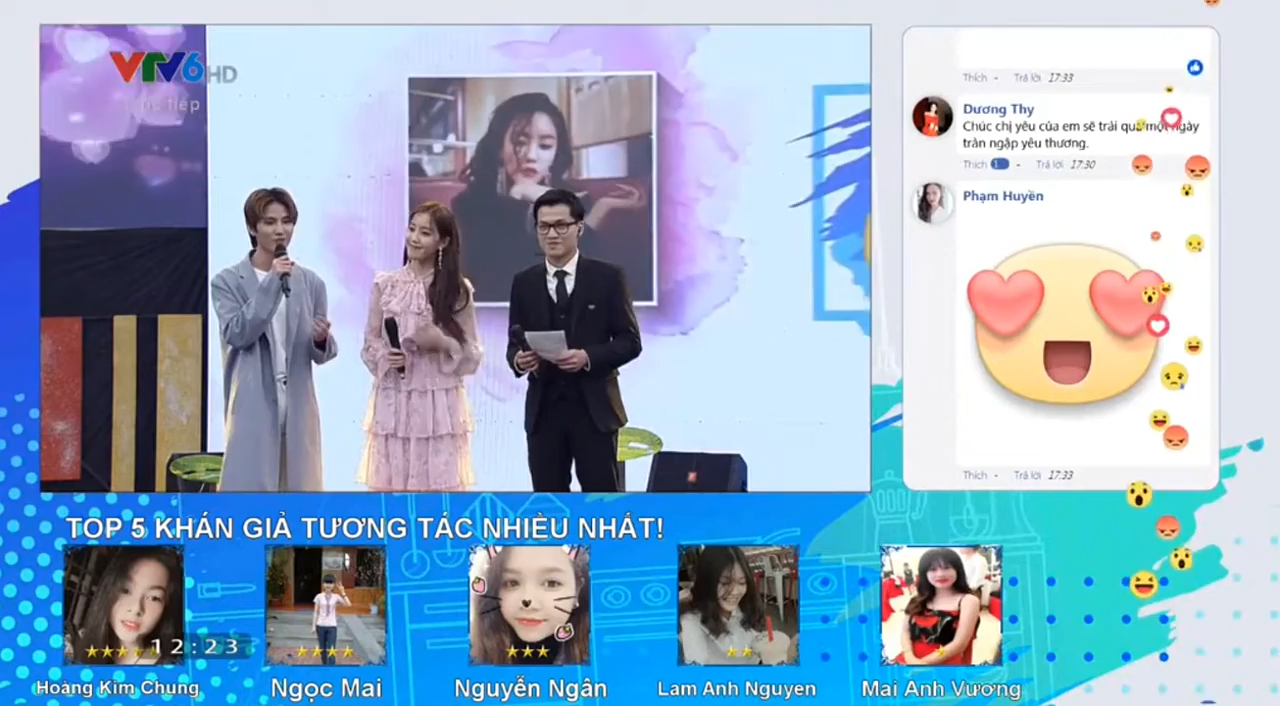 VTV6HD
Trực tiếp
Thích - Trả lời 17:33
Dương Thy
Chúc chị yêu của em sẽ trải qua một ngày
tràn ngập yêu thương.
Thích 1 - Trả lời 17:30
Phạm Huyền
Thích - Trả lời 17:33
TOP 5 KHÁN GIẢ TƯƠNG TÁC NHIỀU NHẤT!
12:23
Hoàng Kim Chung
Ngọc Mai
Nguyễn Ngân
Lam Anh Nguyen
Mai Anh Vương